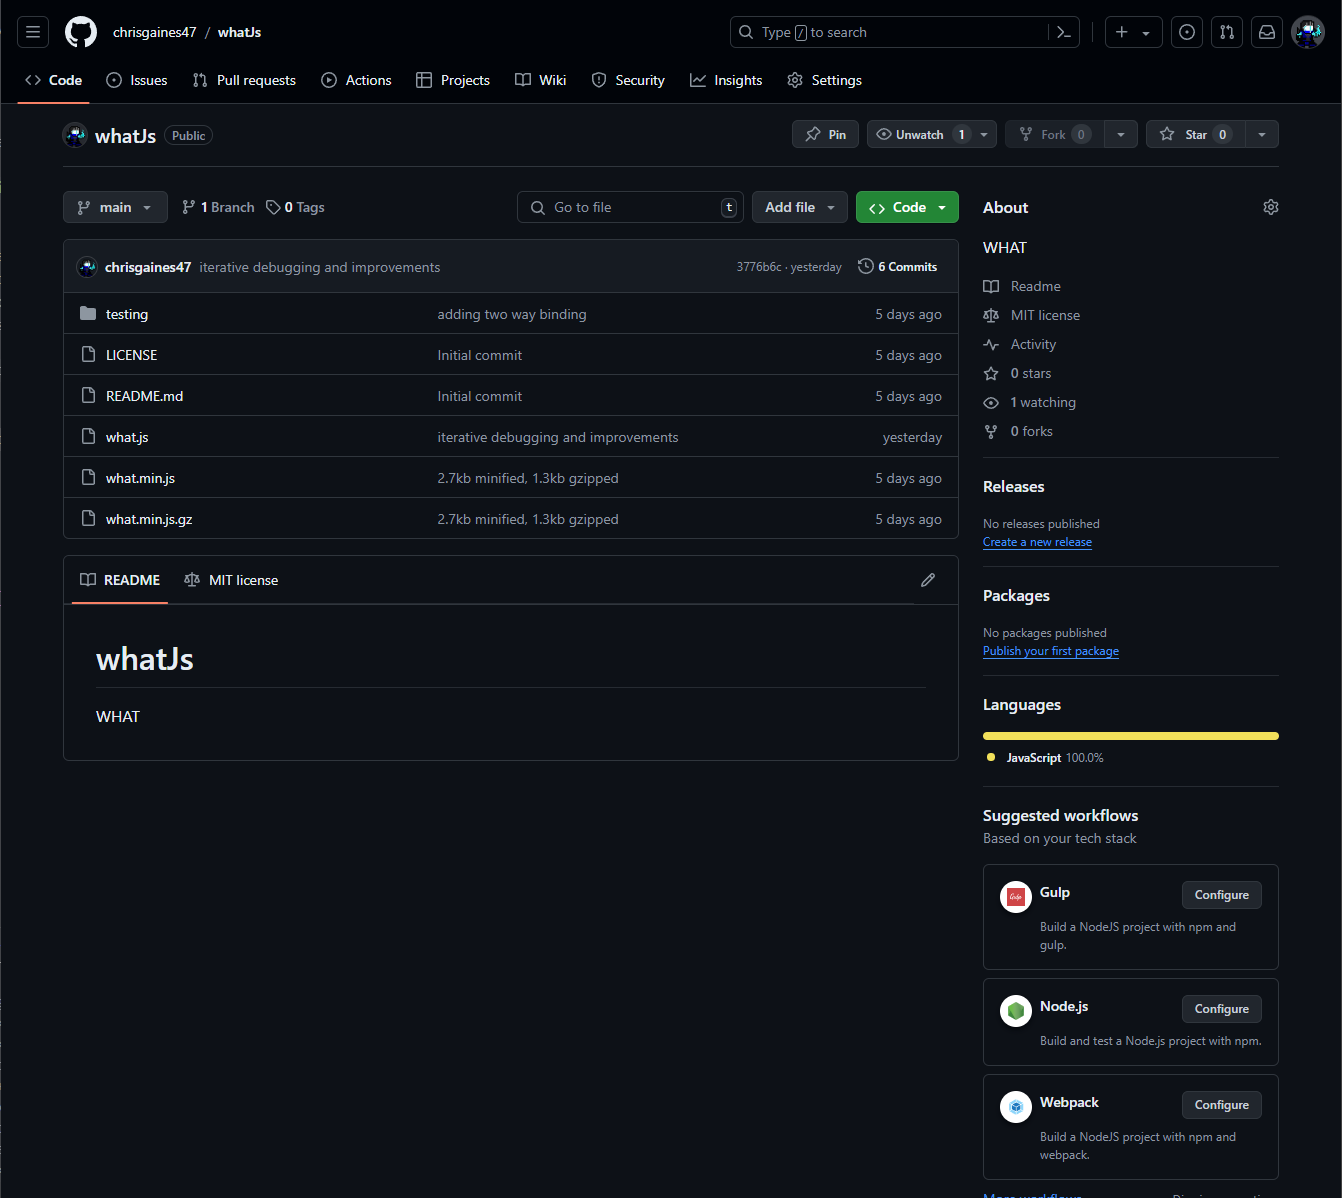 chrisgaines47 / whatJs
Type / to search
Code Issues Pull requests Actions Projects Wiki Security Insights Settings
whatJs Public
Pin Unwatch 1 Fork 0 Star 0
main 1 Branch 0 Tags
Go to file t Add file Code
chrisgaines47 iterative debugging and improvements 3776b6c · yesterday 6 Commits
testing adding two way binding 5 days ago
LICENSE Initial commit 5 days ago
README.md Initial commit 5 days ago
what.js iterative debugging and improvements yesterday
what.min.js 2.7kb minified, 1.3kb gzipped 5 days ago
what.min.js.gz 2.7kb minified, 1.3kb gzipped 5 days ago
README MIT license
whatJs
WHAT
About
WHAT
Readme
MIT license
Activity
0 stars
1 watching
0 forks
Releases
No releases published
Create a new release
Packages
No packages published
Publish your first package
Languages
JavaScript 100.0%
Suggested workflows
Based on your tech stack
Gulp
Gulp Configure
Build a NodeJS project with npm and
gulp.
Node.js Configure
Build and test a Node.js project with npm.
Webpack Configure
Build a NodeJS project with npm and
webpack.
More workflows